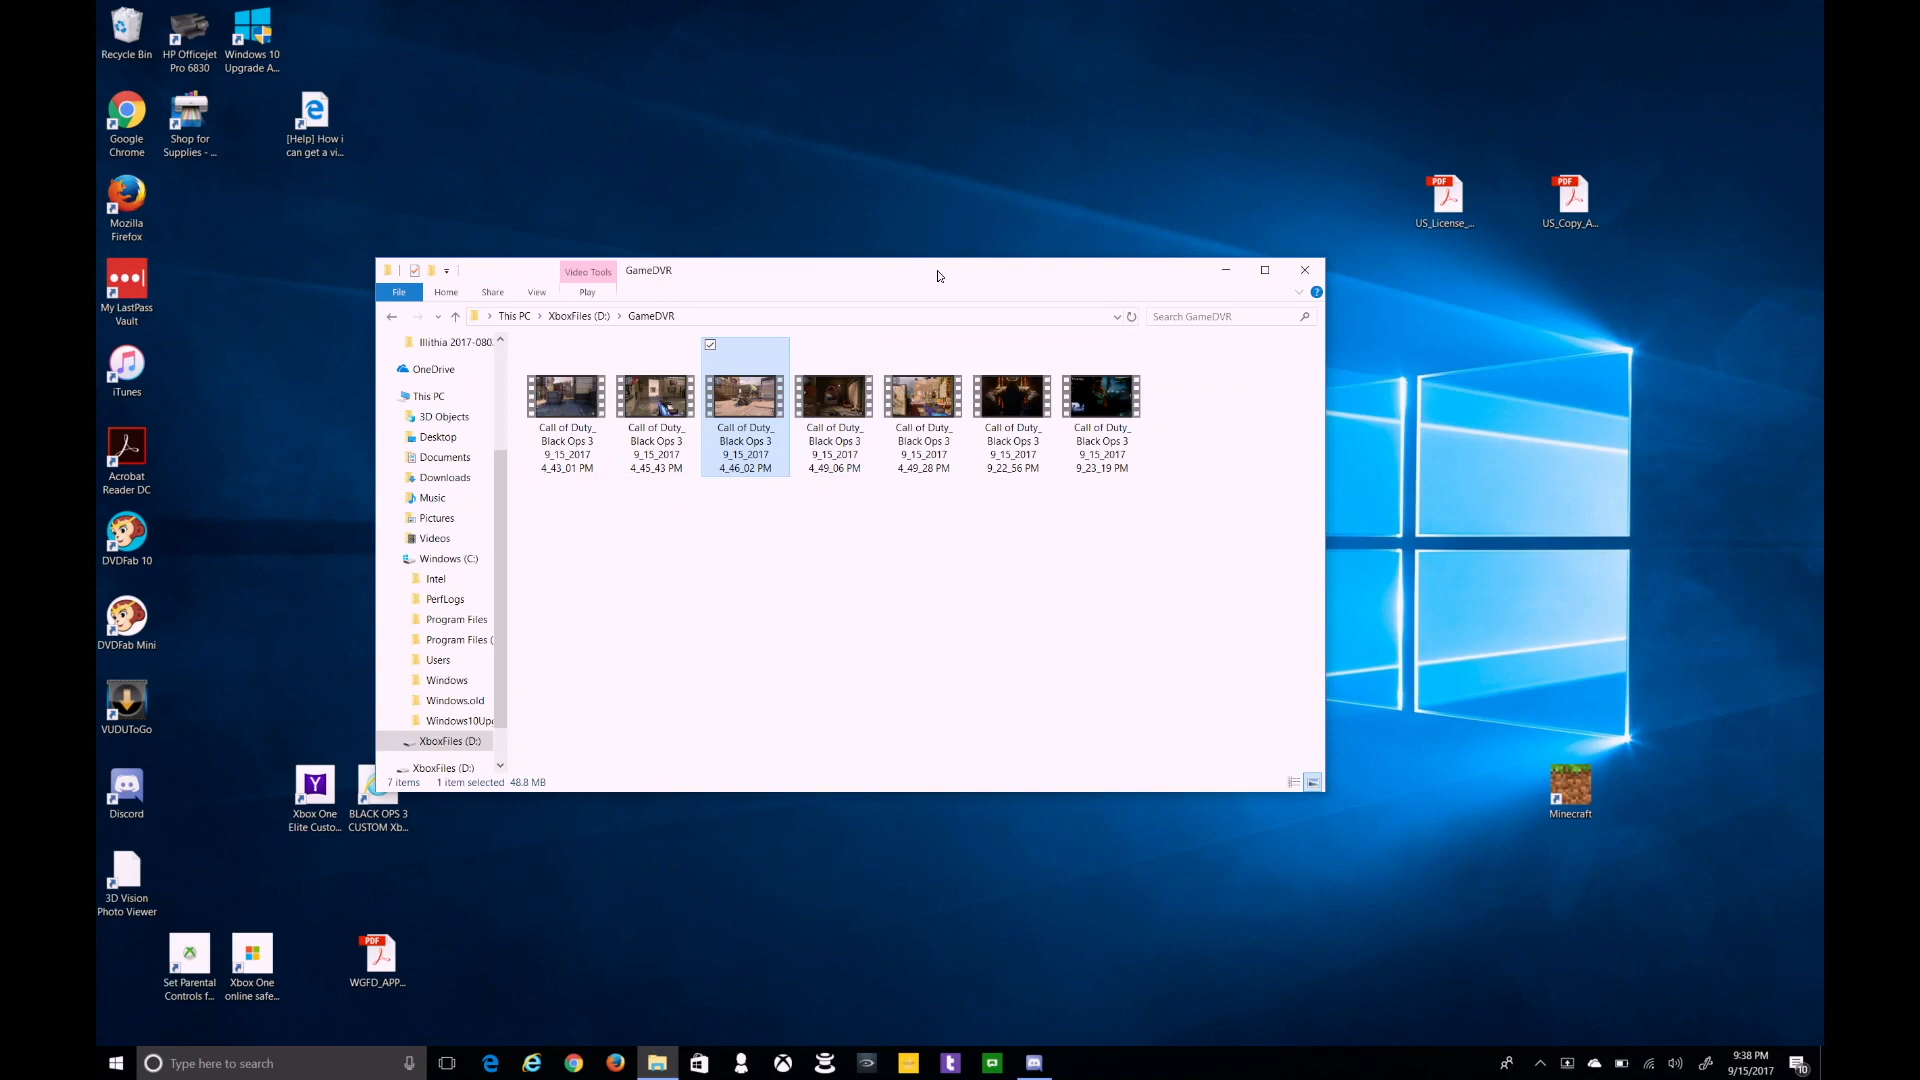 Recycle Bin
HP Officejet
Pro 6830
Windows 10
Upgrade A...
Google
Chrome
Shop for
Supplies - ...
[Help] How i
can get a vi...
Mozilla
Firefox
My LastPass
Vault
iTunes
Acrobat
Reader DC
DVDFab 10
DVDFab Mini
VUDUToGo
Discord
Xbox One
Elite Custo...
BLACK OPS 3
CUSTOM Xb...
3D Vision
Photo Viewer
Set Parental
Controls f...
Xbox One
online safe...
PDF
WGFD_APP...
PDF
US_License_...
PDF
US_Copy_A...
Minecraft
Video Tools
GameDVR
File
Home
Share
View
Play
This PC
XboxFiles (D:)
GameDVR
Search GameDVR
Illithia 2017-080
OneDrive
This PC
3D Objects
Desktop
Documents
Downloads
Music
Pictures
Videos
Windows (C:)
Intel
PerfLogs
Program Files
Program Files (
Users
Windows
Windows.old
Windows10Up
XboxFiles (D:)
XboxFiles (D:)
Call of Duty_
Black Ops 3
9_15_2017
4_43_01 PM
Call of Duty_
Black Ops 3
9_15_2017
4_45_43 PM
Call of Duty_
Black Ops 3
9_15_2017
4_46_02 PM
Call of Duty_
Black Ops 3
9_15_2017
4_49_06 PM
Call of Duty_
Black Ops 3
9_15_2017
4_49_28 PM
Call of Duty_
Black Ops 3
9_15_2017
9_22_56 PM
Call of Duty_
Black Ops 3
9_15_2017
9_23_19 PM
7 items
1 item selected 48.8 MB
Type here to search
9:38 PM
9/15/2017
10